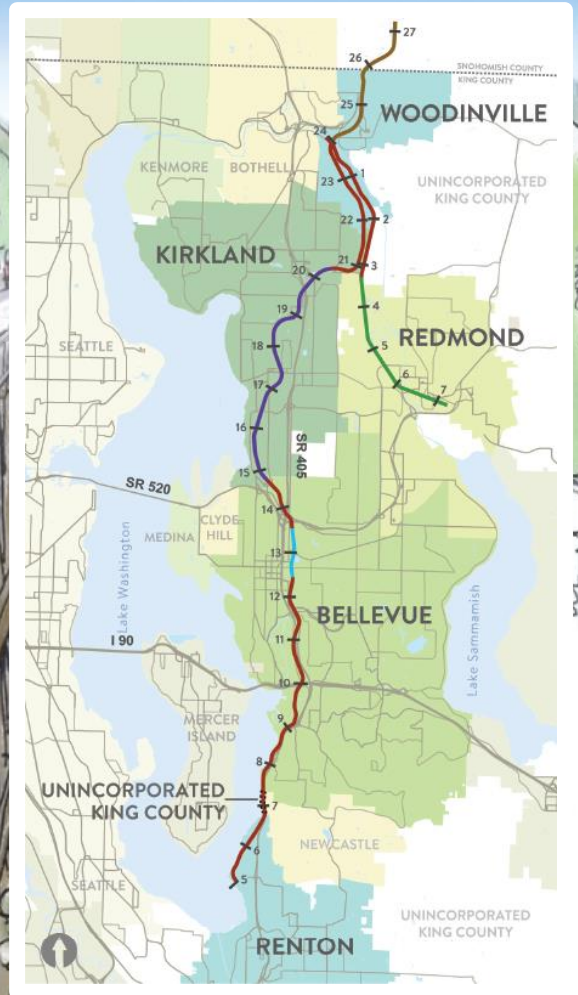 27
26
SNOHOMISH COUNTY
KING COUNTY
25
WOODINVILLE
24
KENMORE
BOTHELL
1
23
UNINCORPORATED
KING COUNTY
22
2
KIRKLAND
21
3
20
4
19
REDMOND
SEATTLE
18
5
6
17
7
16
SR 405
15
SR 520
14
CLYDE
HILL
MEDINA
13
Lake Washington
12
BELLEVUE
Lake Sammamish
11
I 90
10
MERCER
ISLAND
9
8
UNINCORPORATED
KING COUNTY
7
NEWCASTLE
6
SEATTLE
5
UNINCORPORATED
KING COUNTY
RENTON